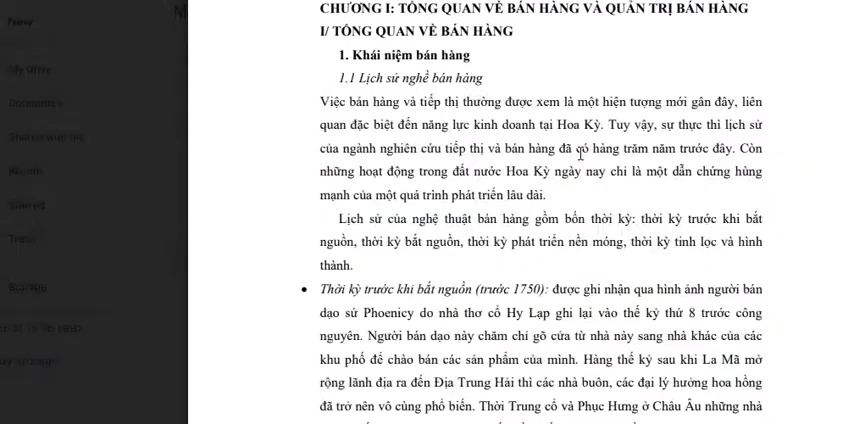 New
My Drive
Computers
Shared with me
Recent
Starred
Trash
Storage
CHƯƠNG I: TỔNG QUAN VỀ BÁN HÀNG VÀ QUẢN TRỊ BÁN HÀNG
I/ TỔNG QUAN VỀ BÁN HÀNG
1. Khái niệm bán hàng
1.1 Lịch sử nghề bán hàng
Việc bán hàng và tiếp thị thường được xem là một hiện tượng mới gần đây, liên
quan đặc biệt đến năng lực kinh doanh tại Hoa Kỳ. Tuy vậy, sự thực thì lịch sử
của ngành nghiên cứu tiếp thị và bán hàng đã có hàng trăm năm trước đây. Còn
những hoạt động trong đất nước Hoa Kỳ ngày nay chỉ là một dẫn chứng hùng
mạnh của một quá trình phát triển lâu dài.
Lịch sử của nghệ thuật bán hàng gồm bốn thời kỳ: thời kỳ trước khi bắt
nguồn, thời kỳ bắt nguồn, thời kỳ phát triển nền móng, thời kỳ tinh lọc và hình
thành.
• Thời kỳ trước khi bắt nguồn (trước 1750): được ghi nhận qua hình ảnh người bán
dạo sứ Phoenicy do nhà thơ cổ Hy Lạp ghi lại vào thế kỷ thứ 8 trước công
nguyên. Người bán dạo này chăm chỉ gõ cửa từ nhà này sang nhà khác của các
khu phố để chào bán các sản phẩm của mình. Hàng thế kỷ sau khi La Mã mở
rộng lãnh địa ra đến Địa Trung Hải thì các nhà buôn, các đại lý hưởng hoa hồng
đã trở nên vô cùng phổ biến. Thời Trung cổ và Phục Hưng ở Châu Âu những nhà